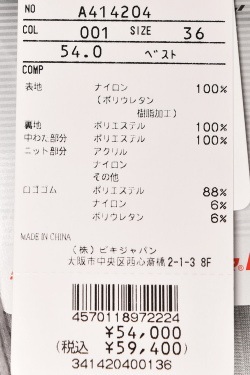 NO A414204
COL 001 SIZE 36
54.0 ベスト
COMP
表地 ナイロン 100%
(ポリウレタン
樹脂加工)
裏地 ポリエステル 100%
中わた部分 ポリエステル 100%
ニット部分 アクリル
ナイロン
その他
ロゴゴム ポリエステル 88%
ナイロン 6%
ポリウレタン 6%
MADE IN CHINA
(株)ピキジャパン
大阪市中央区西心斎橋2-1-3 8F
4570118972224
¥54,000
(税込 ¥59,400)
341420400136